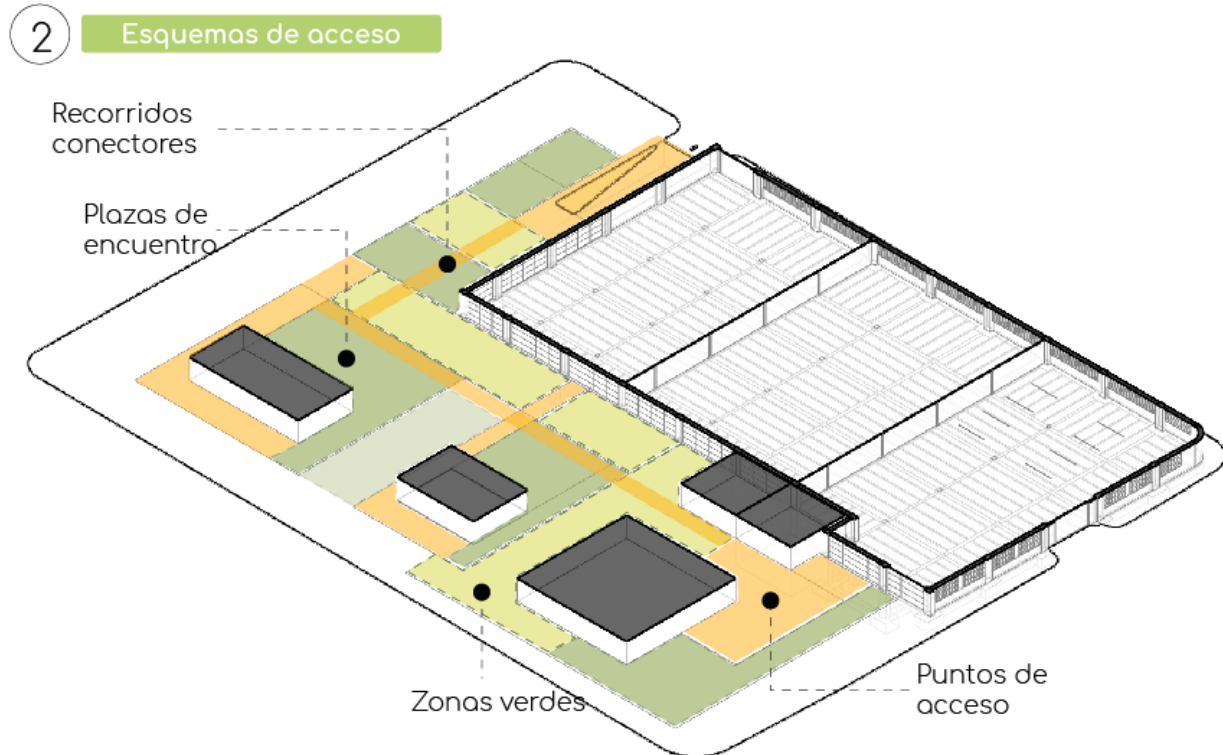 2
Esquemas de acceso
Recorridos
conectores
Plazas de
encuentro
Zonas verdes
Puntos de
acceso